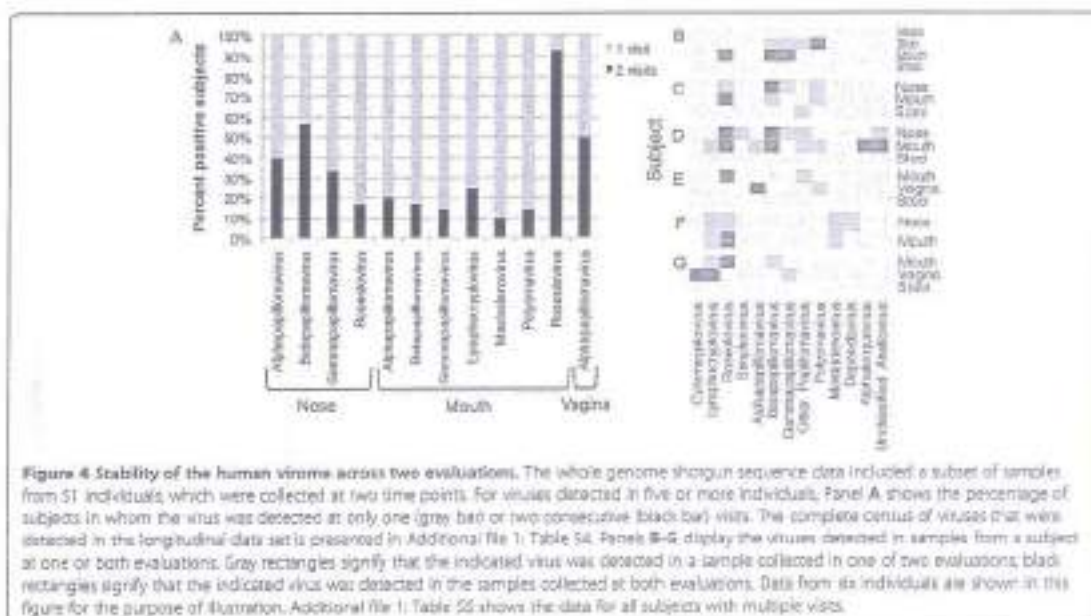 A
100%
90%
80%
70%
60%
50%
40%
30%
20%
10%
0%
Percent positive subjects
1 visit
2 visits
Alphapapillomavirus
Betapapillomavirus
Gammapapillomavirus
Roseolovirus
Alphapapillomavirus
Betapapillomavirus
Gammapapillomavirus
Lymphocryptovirus
Mastadenovirus
Polyomavirus
Roseolovirus
Alphapapillomavirus
Nose
Mouth
Vagina
Subject
B
Nose
Skin
Mouth
Stool
C
Nose
Mouth
Stool
D
Nose
Mouth
Stool
E
Mouth
Vagina
Stool
F
Nose
Mouth
G
Mouth
Vagina
Stool
Cytomegalovirus
Lymphocryptovirus
Roseolovirus
Alphapapillomavirus
Betapapillomavirus
Gammapapillomavirus
Other Papillomavirus
Polyomavirus
Mastadenovirus
Dependovirus
Alphatorquevirus
Unclassified Anellovirus
Figure 4 Stability of the human virome across two evaluations. The whole genome shotgun sequence data included a subset of samples
from 51 individuals, which were collected at two time points. For viruses detected in five or more individuals, Panel A shows the percentage of
subjects in whom the virus was detected at only one (gray bar) or two consecutive (black bar) visits. The complete census of viruses that were
detected in the longitudinal data set is presented in Additional file 1: Table S4. Panels B-G display the viruses detected in samples from a subject
at one or both evaluations. Gray rectangles signify that the indicated virus was detected in a sample collected in one of two evaluations; black
rectangles signify that the indicated virus was detected in the samples collected at both evaluations. Data from six individuals are shown in this
figure for the purpose of illustration. Additional file 1: Table S5 shows the data for all subjects with multiple visits.